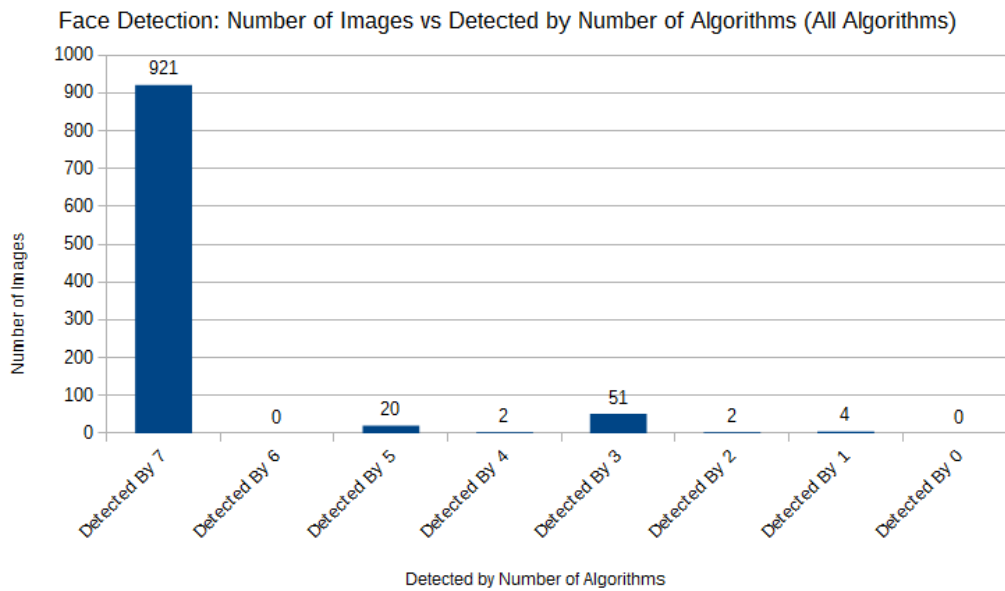 Face Detection: Number of Images vs Detected by Number of Algorithms (All Algorithms)
1000
900
800
700
600
500
400
300
200
100
0
Number of Images
921
0
20
2
51
2
4
0
Detected By 7
Detected By 6
Detected By 5
Detected By 4
Detected By 3
Detected By 2
Detected By 1
Detected By 0
Detected by Number of Algorithms